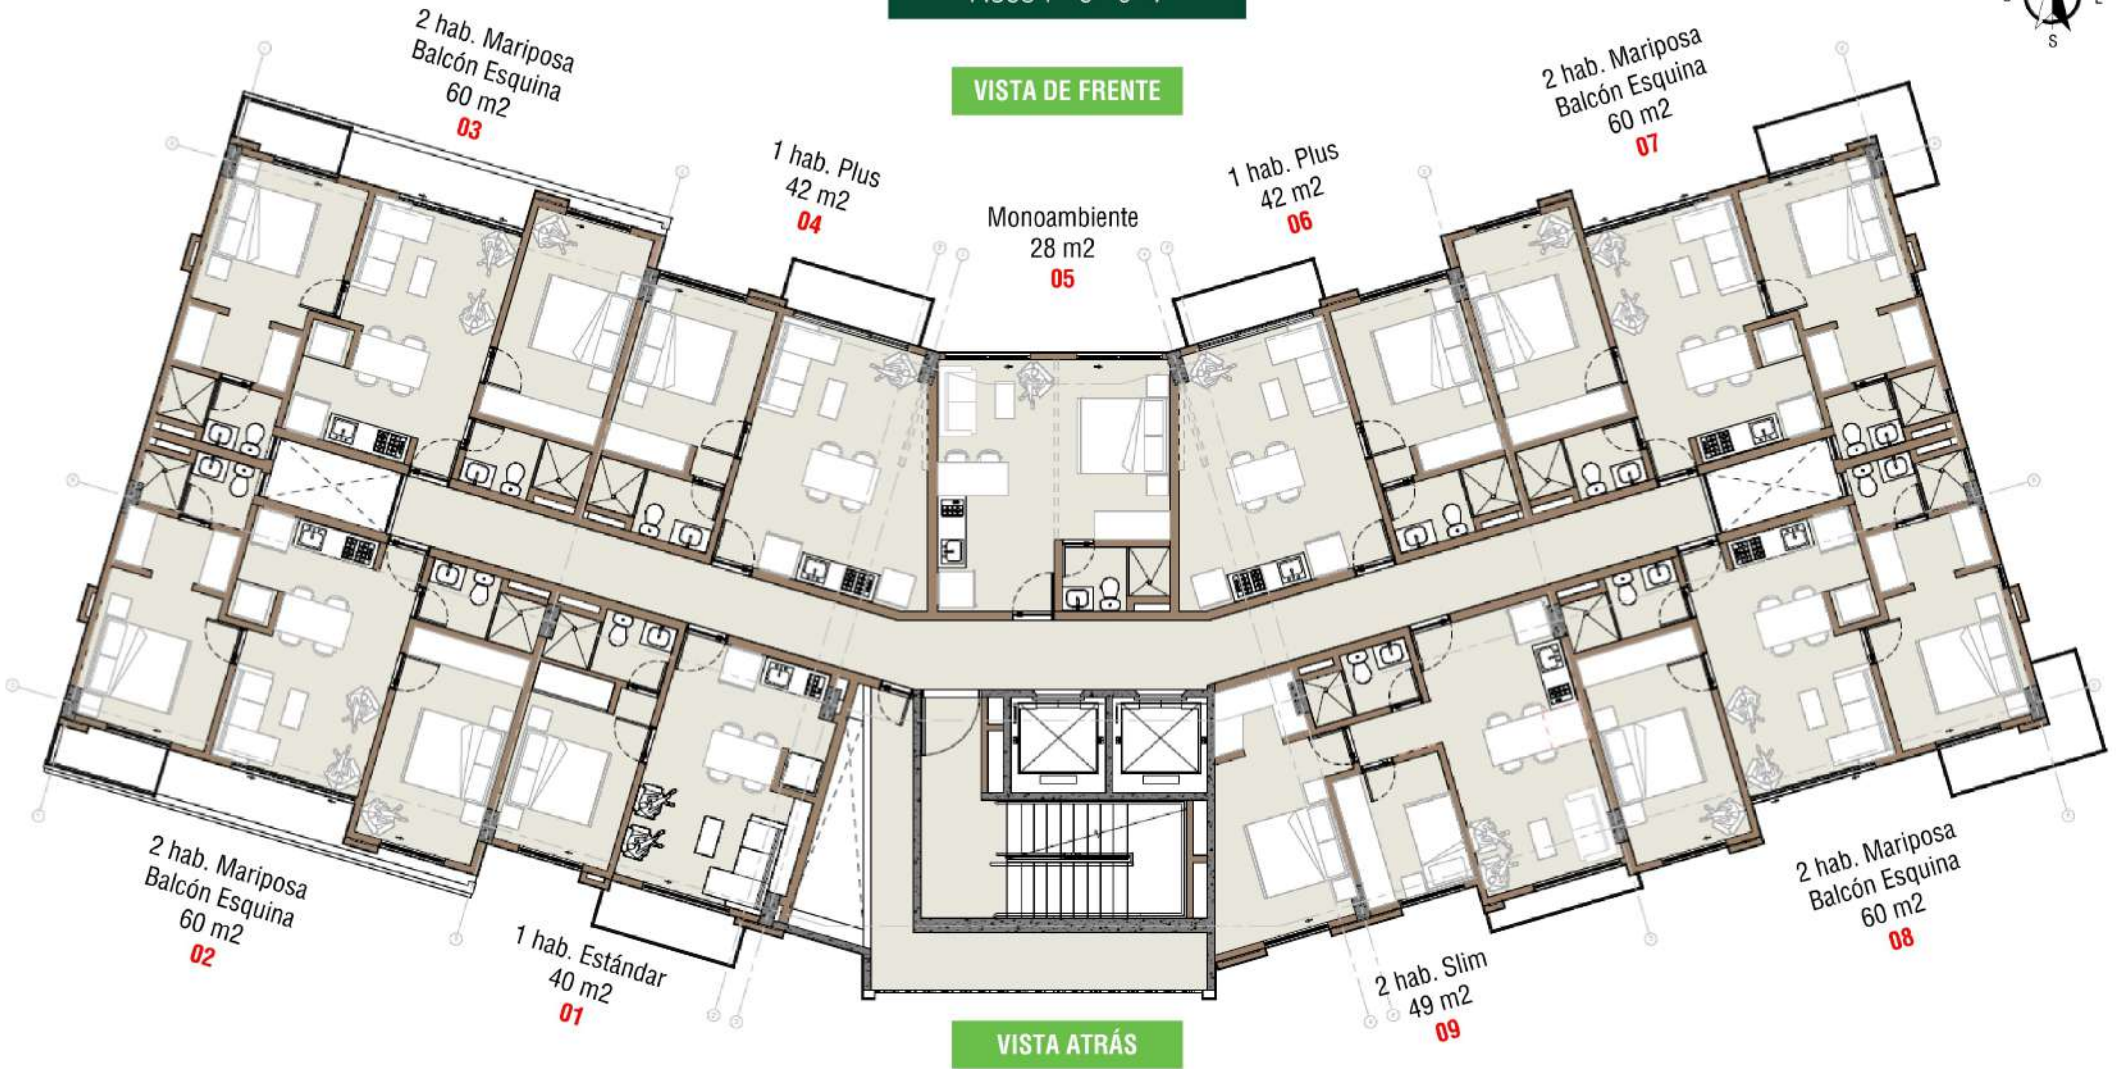 VISTA DE FRENTE
S
2 hab. Mariposa
Balcón Esquina
60 m2
03
1 hab. Plus
42 m2
04
Monoambiente
28 m2
05
1 hab. Plus
42 m2
06
2 hab. Mariposa
Balcón Esquina
60 m2
07
2 hab. Mariposa
Balcón Esquina
60 m2
02
1 hab. Estándar
40 m2
01
2 hab. Slim
49 m2
09
2 hab. Mariposa
Balcón Esquina
60 m2
08
VISTA ATRÁS